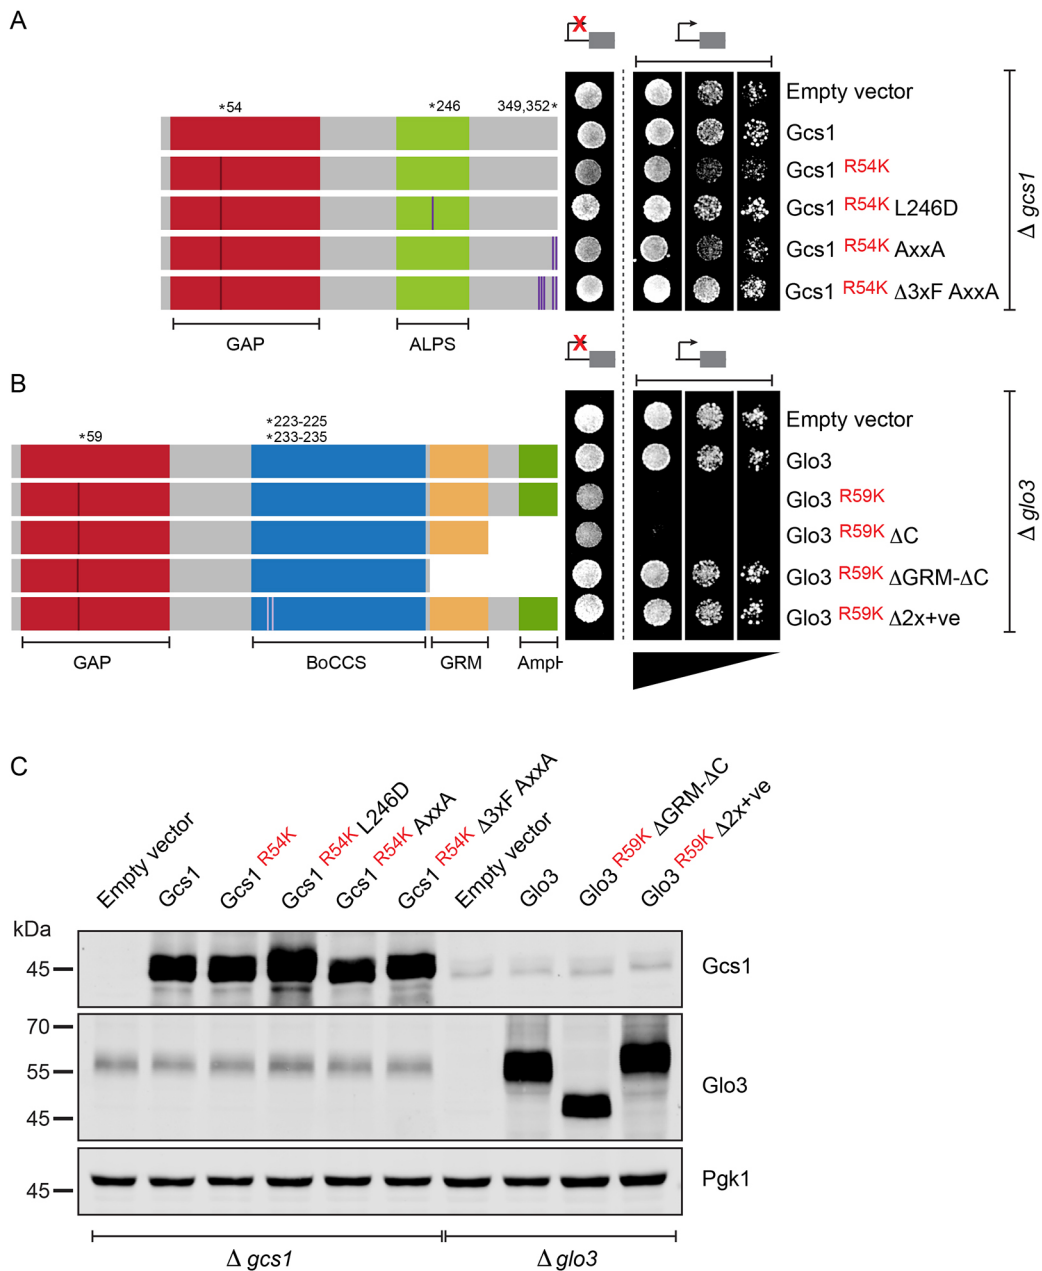 A
X
*54
*246
349,352*
Empty vector
Gcs1
Gcs1 R54K
Gcs1 R54K L246D
Gcs1 R54K AxxA
Gcs1 R54K Δ3xF AxxA
Δ gcs1
GAP
ALPS
X
B
*223-225
*233-235
*59
Empty vector
Glo3
Glo3 R59K
Glo3 R59K ΔC
Glo3 R59K ΔGRM-ΔC
Glo3 R59K Δ2x+ve
Δ glo3
GAP
BoCCS
GRM
AmpH
C
Empty vector
Gcs1
Gcs1 R54K
Gcs1 R54K L246D
Gcs1 R54K AxxA
Gcs1 R54K Δ3xF AxxA
Empty vector
Glo3
Glo3 R59K ΔGRM-ΔC
Glo3 R59K Δ2x+ve
kDa
45
Gcs1
70
55
45
Glo3
45
Pgk1
Δ gcs1
Δ glo3